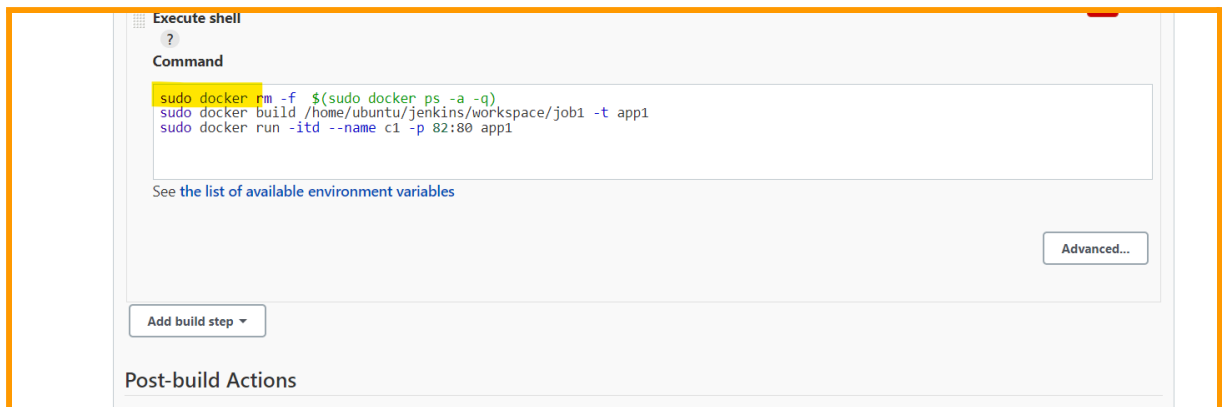 Execute shell
?
Command
sudo docker rm -f  $(sudo docker ps -a -q)
sudo docker build /home/ubuntu/jenkins/workspace/job1 -t app1
sudo docker run -itd --name c1 -p 82:80 app1
See the list of available environment variables
Advanced...
Add build step
Post-build Actions